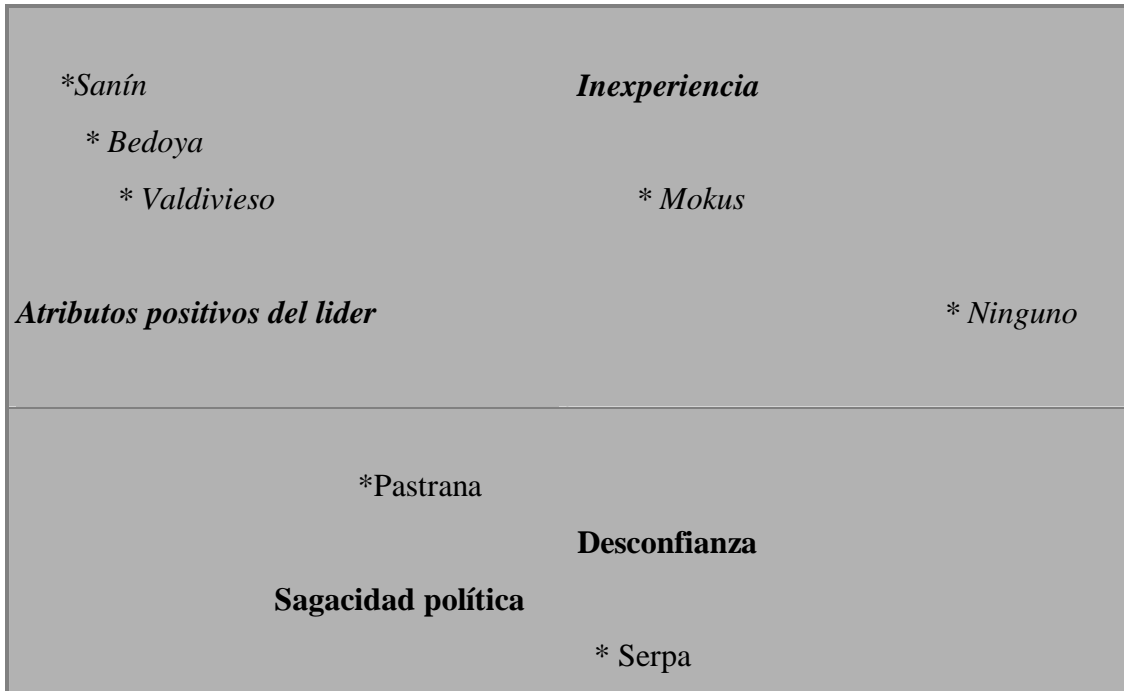 *Sanín
Inexperiencia
* Bedoya
* Valdivieso
* Mokus
Atributos positivos del lider
* Ninguno
*Pastrana
Desconfianza
Sagacidad política
* Serpa